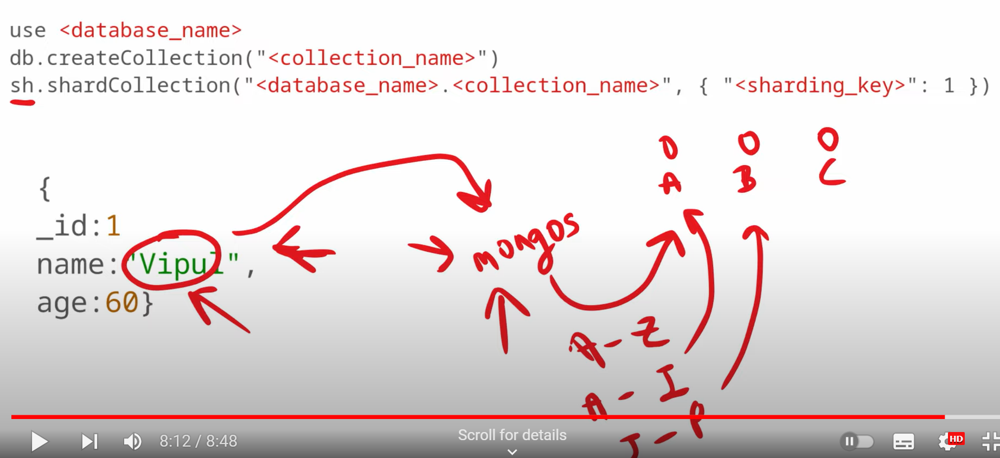 use <database_name>
db.createCollection("<collection_name>")
sh.shardCollection("<database_name>.<collection_name>", { "<sharding_key>": 1 })
O O O
A B C
{
_id:1
name:"Vipul",
age:60}
mongos
A - Z
A - I
J - P
8:12 / 8:48
Scroll for details
HD